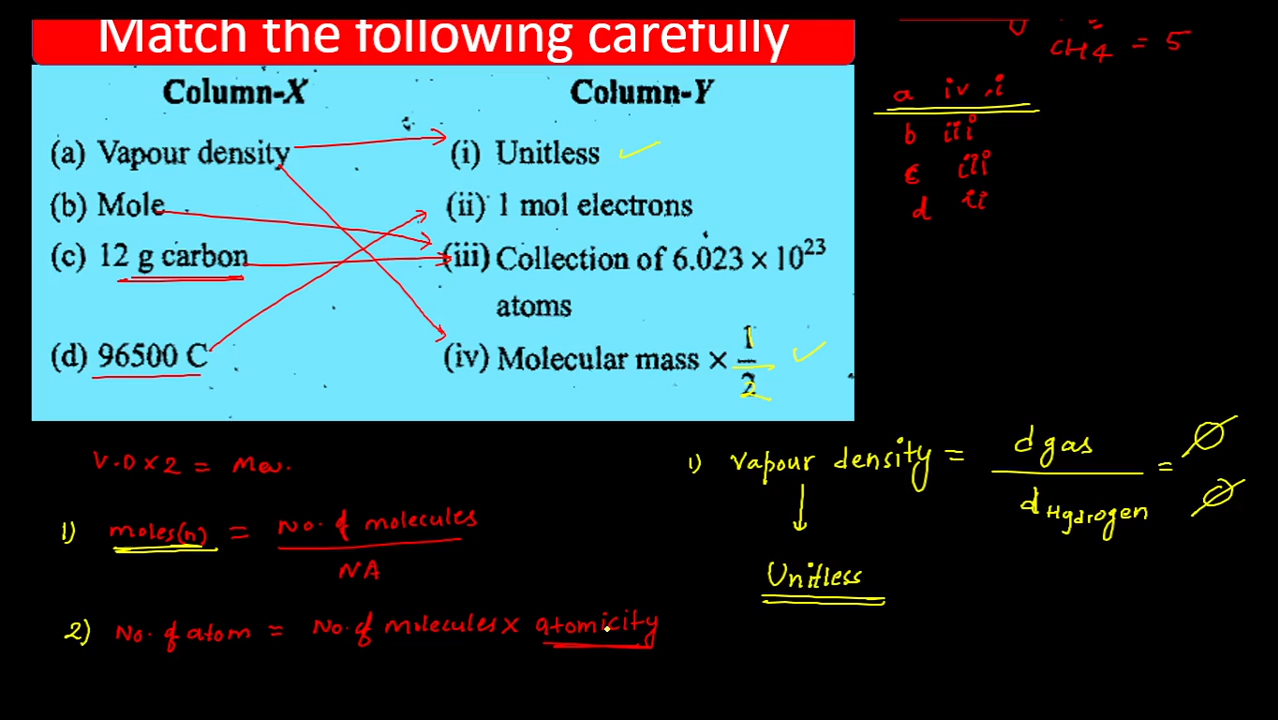 Match the following carefully
CH4 = 5
Column-X Column-Y
(a) Vapour density (i) Unitless
(b) Mole (ii) 1 mol electrons
(c) 12 g carbon (iii) Collection of 6.023 × 10²³
atoms
(d) 96500 C (iv) Molecular mass × 1/2
a iv, i
b iii
c iii
d ii
V.D × 2 = Mw.
1) moles(n) = No. of molecules
NA
2) No. of atom = No. of molecules × atomicity
1) Vapour density = d gas = 0
d Hydrogen 0
Unitless